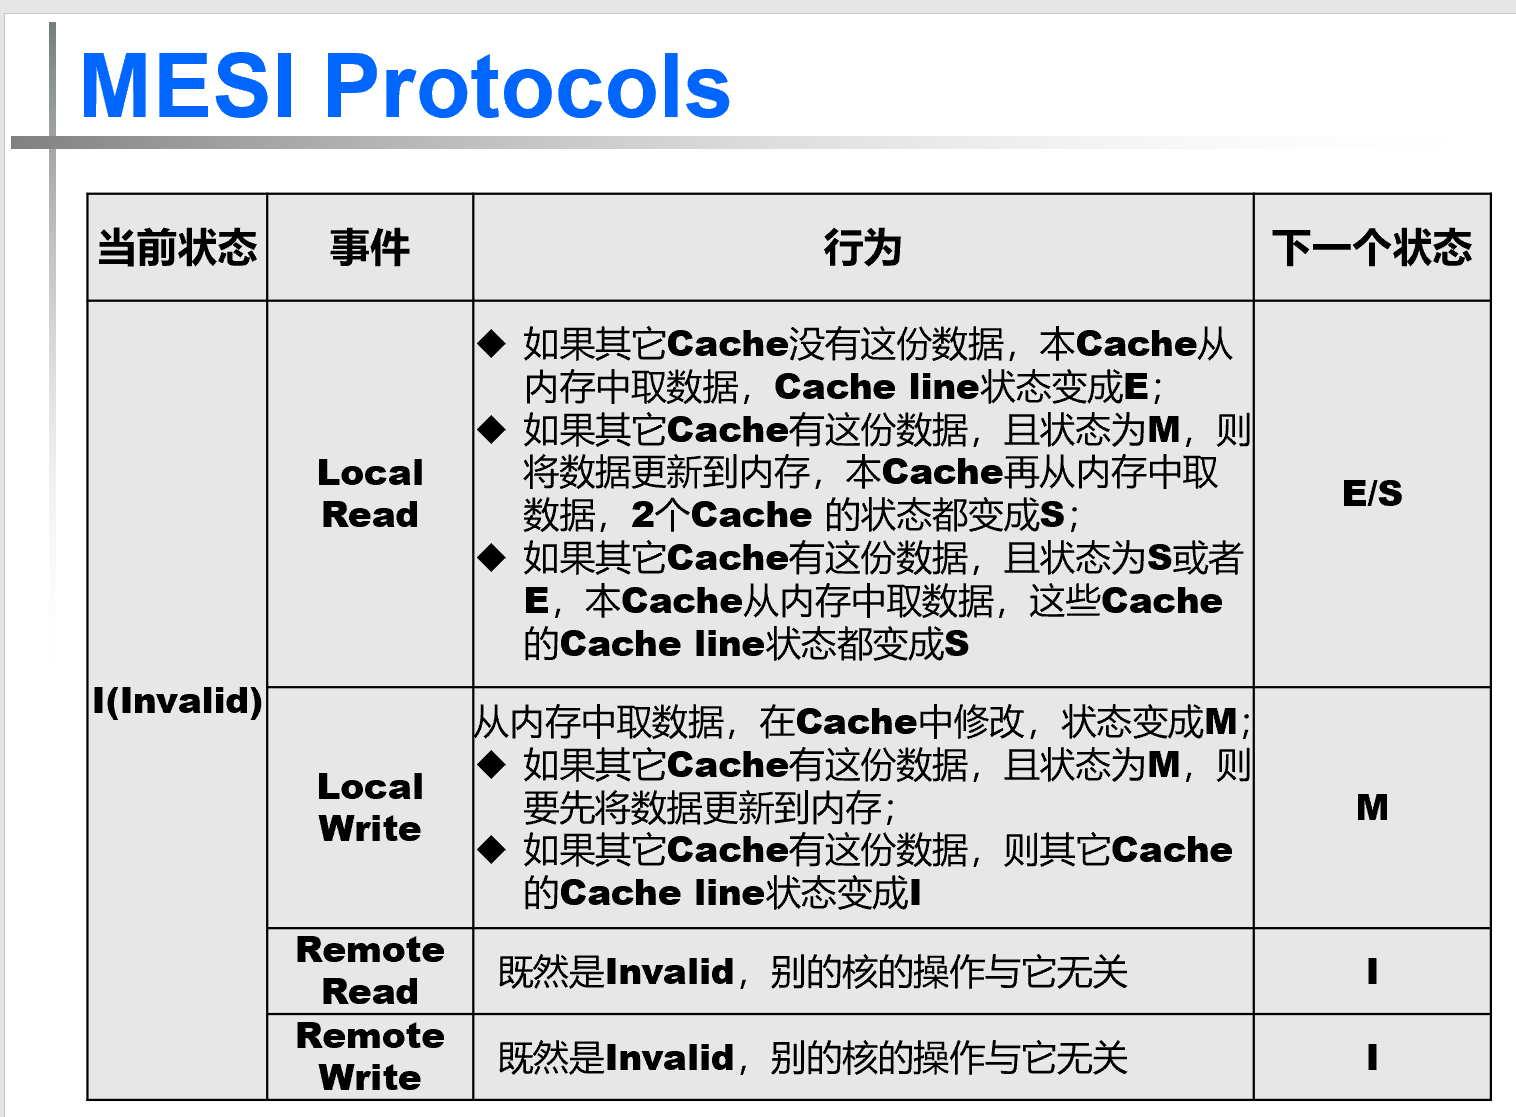 MESI Protocols
当前状态
事件
行为
下一个状态
I(Invalid)
Local
Read
◆ 如果其它Cache没有这份数据，本Cache从
内存中取数据，Cache line状态变成E；
◆ 如果其它Cache有这份数据，且状态为M，则
将数据更新到内存，本Cache再从内存中取
数据，2个Cache 的状态都变成S；
◆ 如果其它Cache有这份数据，且状态为S或者
E，本Cache从内存中取数据，这些Cache
的Cache line状态都变成S
E/S
Local
Write
从内存中取数据，在Cache中修改，状态变成M；
◆ 如果其它Cache有这份数据，且状态为M，则
要先将数据更新到内存；
◆ 如果其它Cache有这份数据，则其它Cache
的Cache line状态变成I
M
Remote
Read
既然是Invalid，别的核的操作与它无关
I
Remote
Write
既然是Invalid，别的核的操作与它无关
I